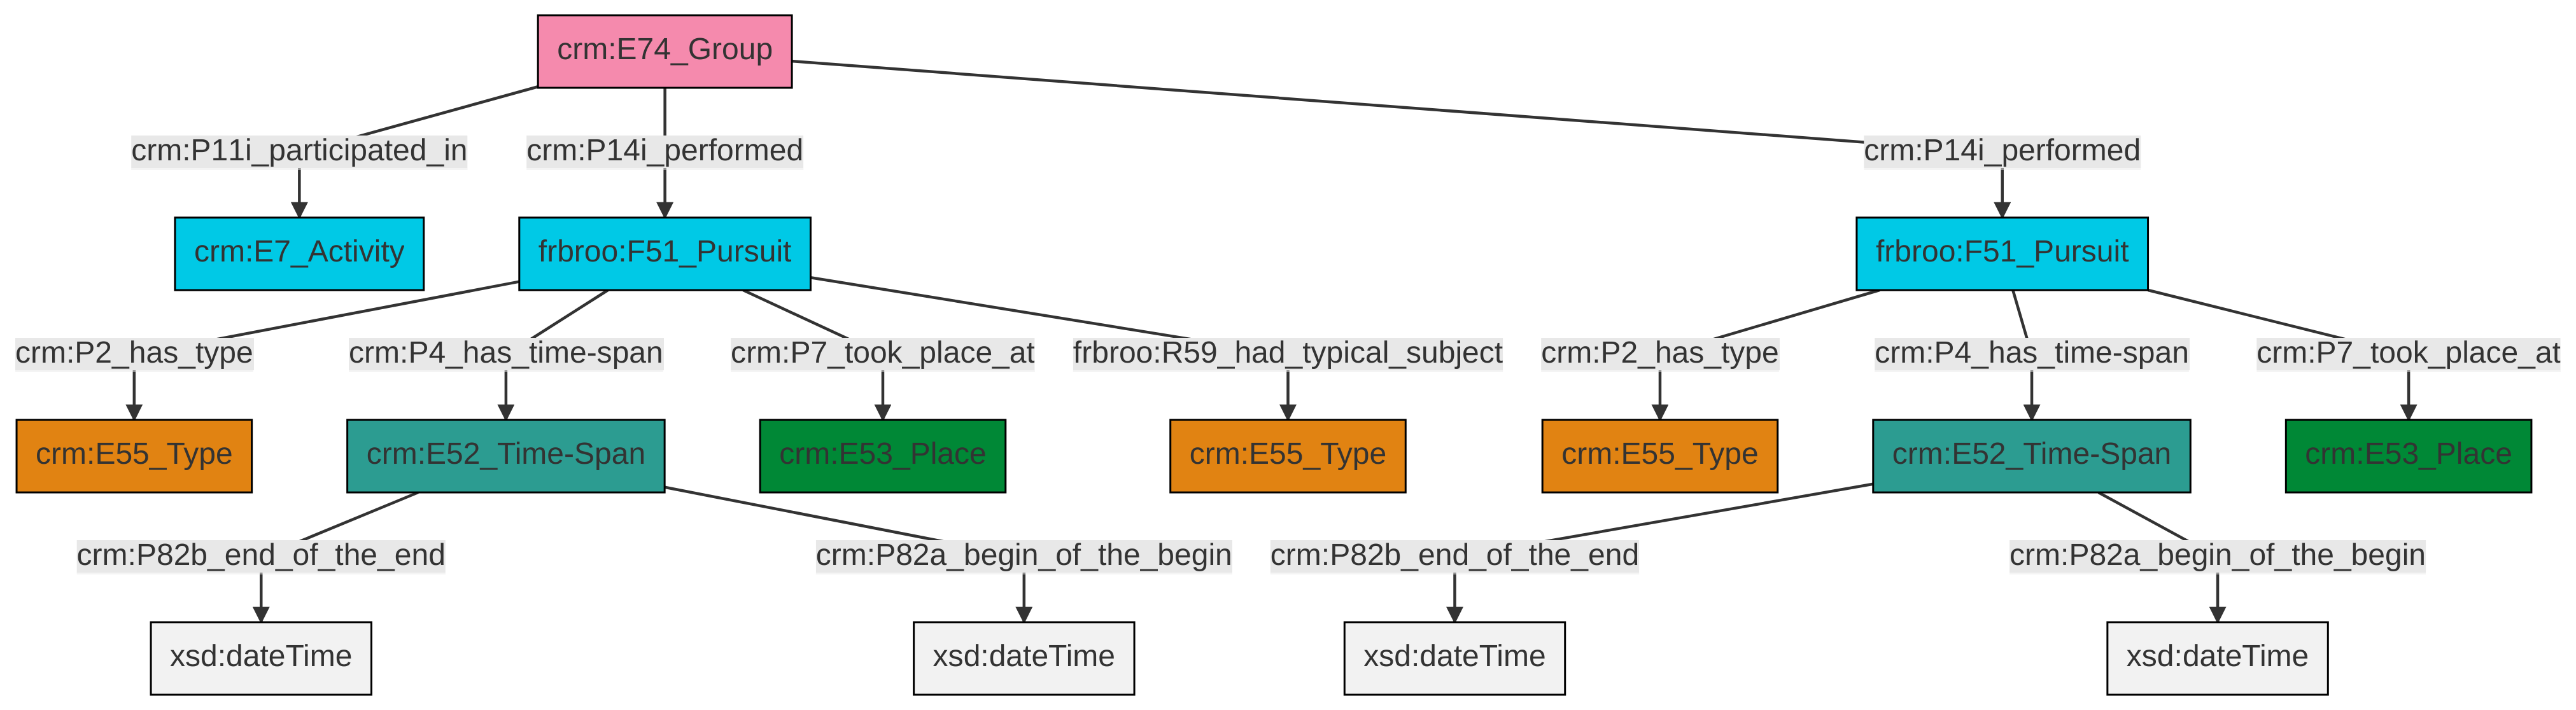 crm:E74_Group
crm:P11i_participated_in
crm:P14i_performed
crm:P14i_performed
crm:E7_Activity
frbroo:F51_Pursuit
frbroo:F51_Pursuit
crm:P2_has_type
crm:P4_has_time-span
crm:P7_took_place_at
frbroo:R59_had_typical_subject
crm:P2_has_type
crm:P4_has_time-span
crm:P7_took_place_at
crm:E55_Type
crm:E52_Time-Span
crm:E53_Place
crm:E55_Type
crm:E55_Type
crm:E52_Time-Span
crm:E53_Place
crm:P82b_end_of_the_end
crm:P82a_begin_of_the_begin
crm:P82b_end_of_the_end
crm:P82a_begin_of_the_begin
xsd:dateTime
xsd:dateTime
xsd:dateTime
xsd:dateTime